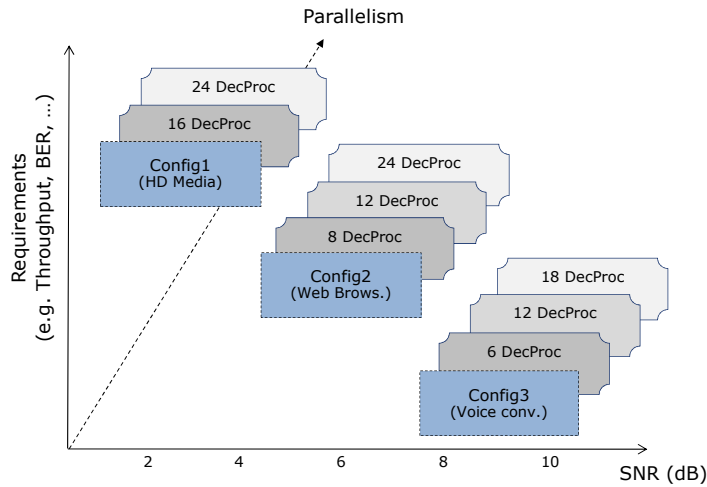 Parallelism
Requirements
(e.g. Throughput, BER, ...)
24 DecProc
16 DecProc
Config1
(HD Media)
24 DecProc
12 DecProc
8 DecProc
Config2
(Web Brows.)
18 DecProc
12 DecProc
6 DecProc
Config3
(Voice conv.)
2 4 6 8 10
SNR (dB)